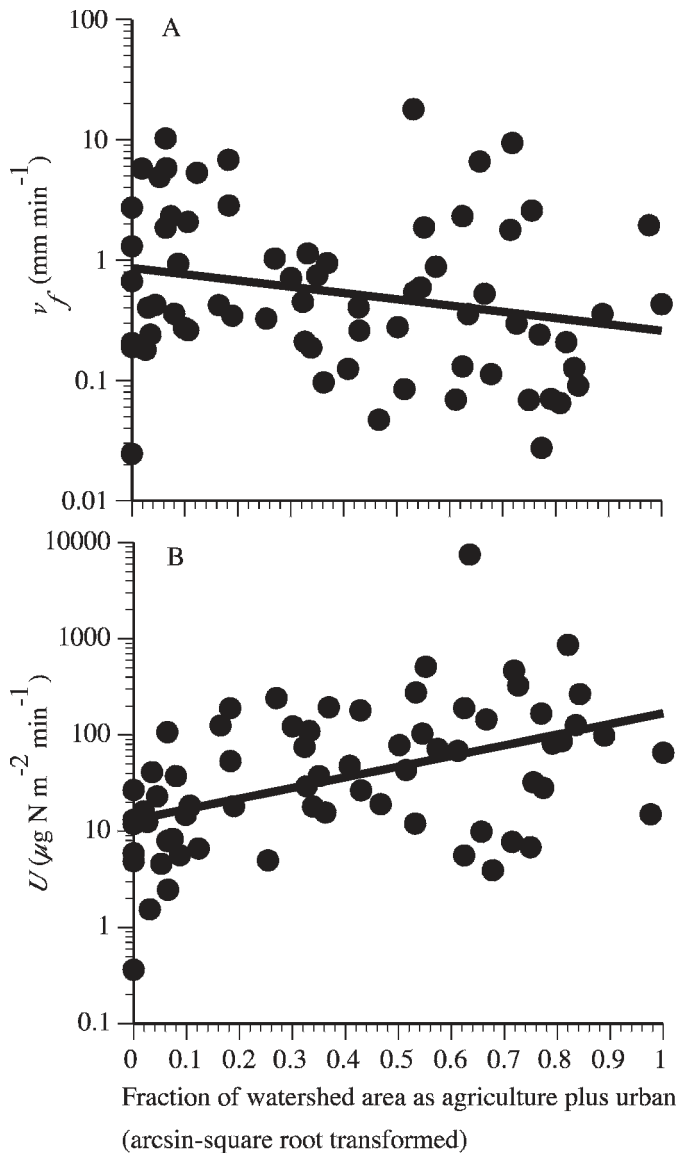 100
A
10
1
0.1
0.01
v_f (mm min⁻¹)
10000
B
1000
100
10
1
0.1
U (µg N m⁻² min⁻¹)
0 0.1 0.2 0.3 0.4 0.5 0.6 0.7 0.8 0.9 1
Fraction of watershed area as agriculture plus urban
(arcsin-square root transformed)